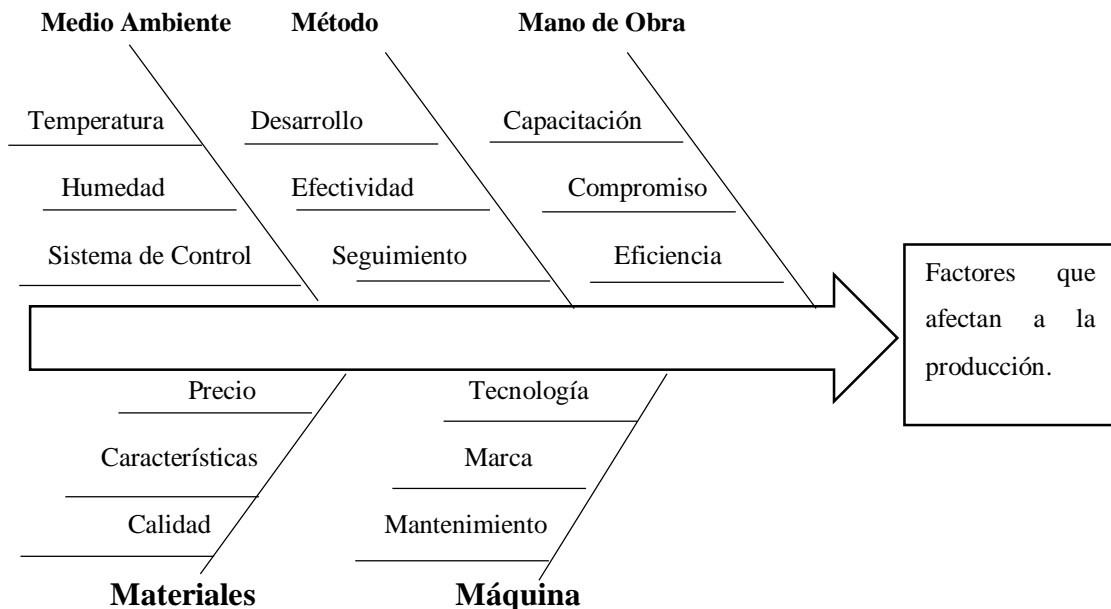 Medio Ambiente
Método
Mano de Obra
Temperatura
Desarrollo
Capacitación
Humedad
Efectividad
Compromiso
Sistema de Control
Seguimiento
Eficiencia
Factores que
afectan a la
producción.
Precio
Tecnología
Características
Marca
Calidad
Mantenimiento
Materiales
Máquina